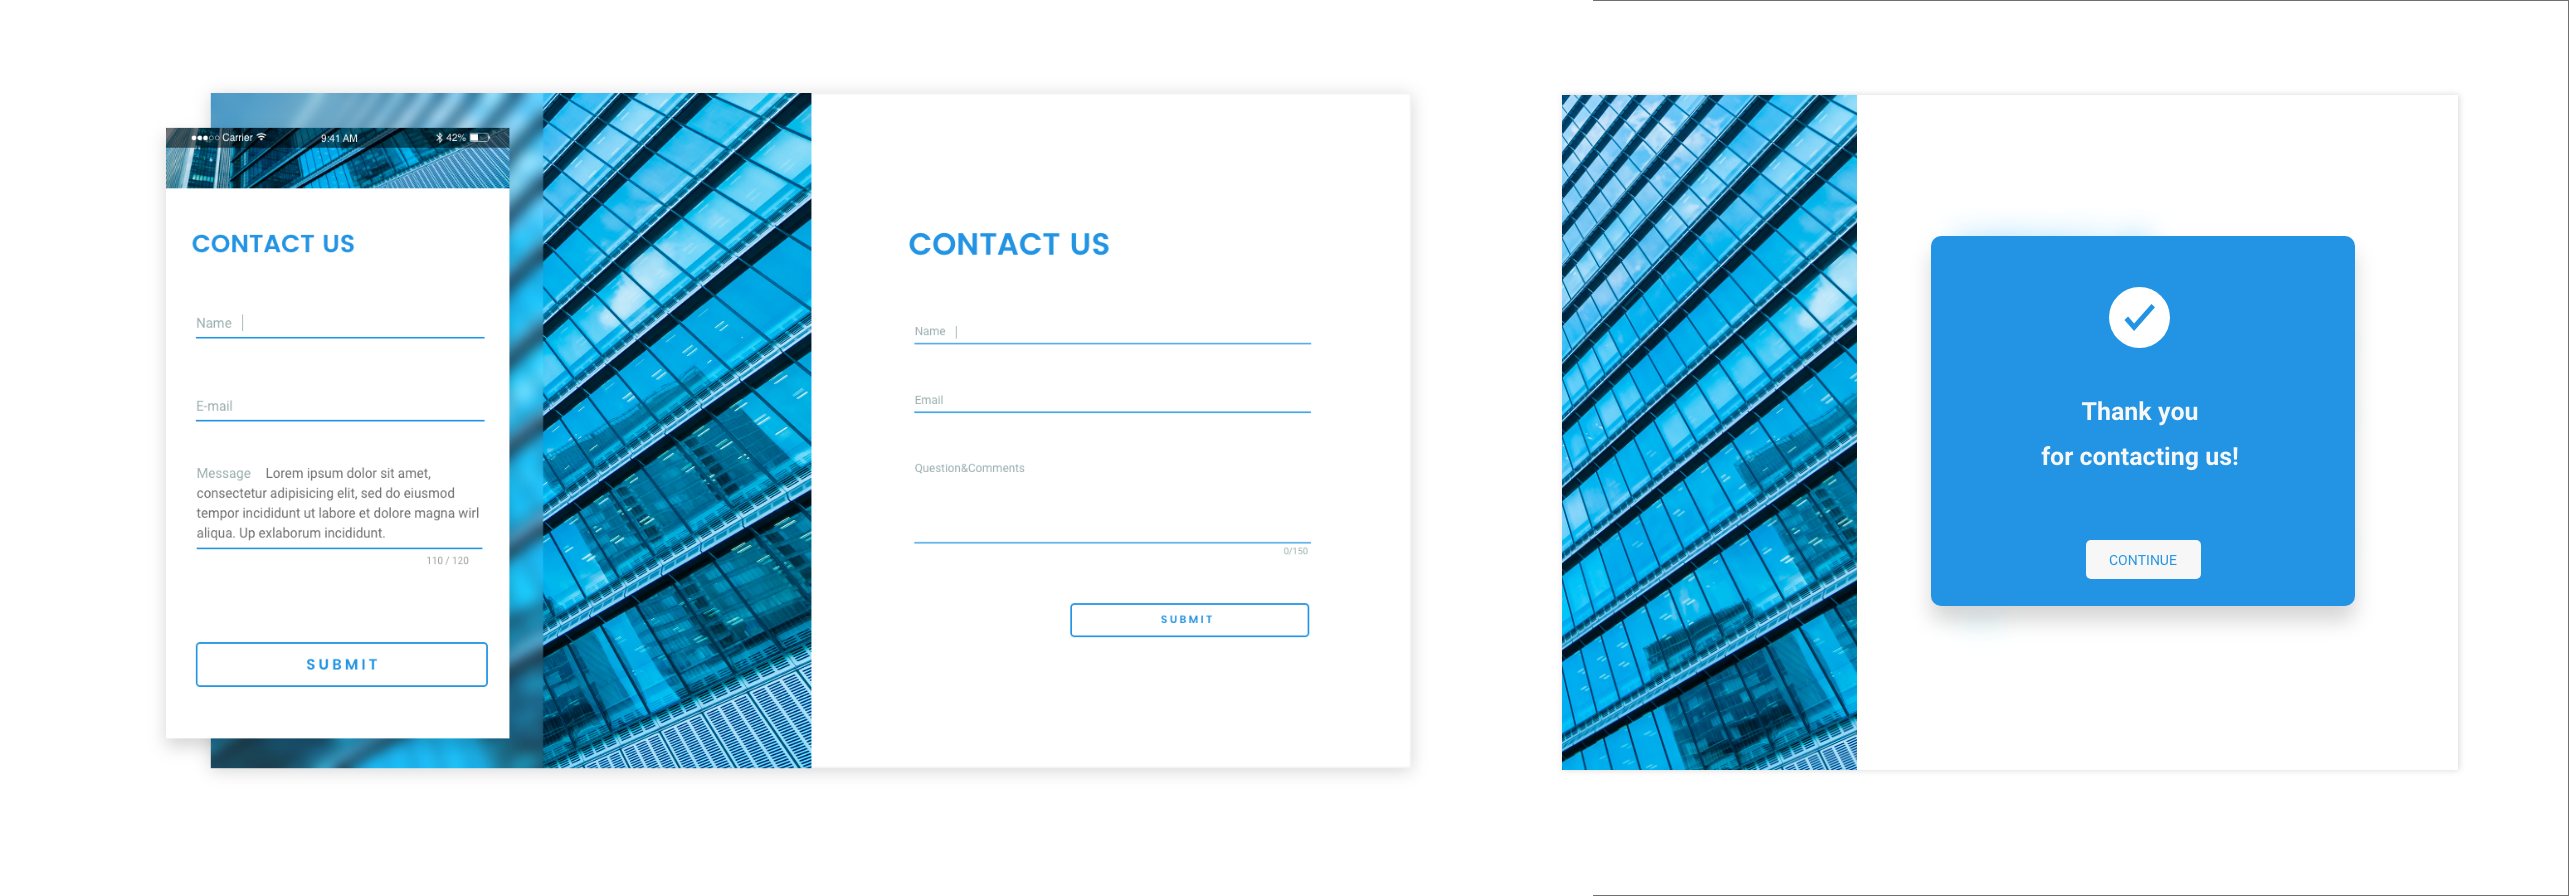 Carrier 9:41 AM 42%
CONTACT US
Name
E-mail
Message Lorem ipsum dolor sit amet,
consectetur adipisicing elit, sed do eiusmod
tempor incididunt ut labore et dolore magna wirl
aliqua. Up exlaborum incididunt.
110 / 120
SUBMIT
CONTACT US
Name
Email
Question&Comments
0/150
SUBMIT
Thank you
for contacting us!
CONTINUE